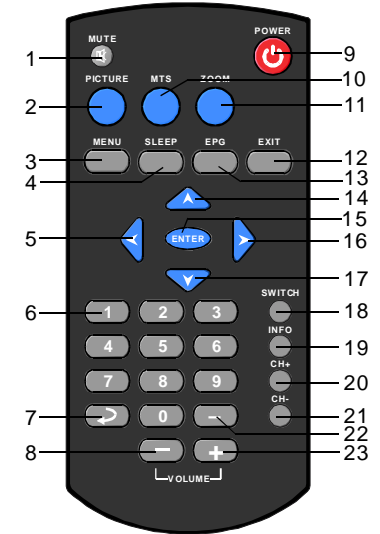 MUTE POWER
1 9
PICTURE MTS ZOOM 10
2 11
MENU SLEEP EPG EXIT 12
3 13
4 14
15
5 ENTER 16
17
SWITCH
6 1 2 3 18
INFO
4 5 6 19
CH+
7 8 9 20
CH-
7 0 - 21
22
8 − + 23
VOLUME